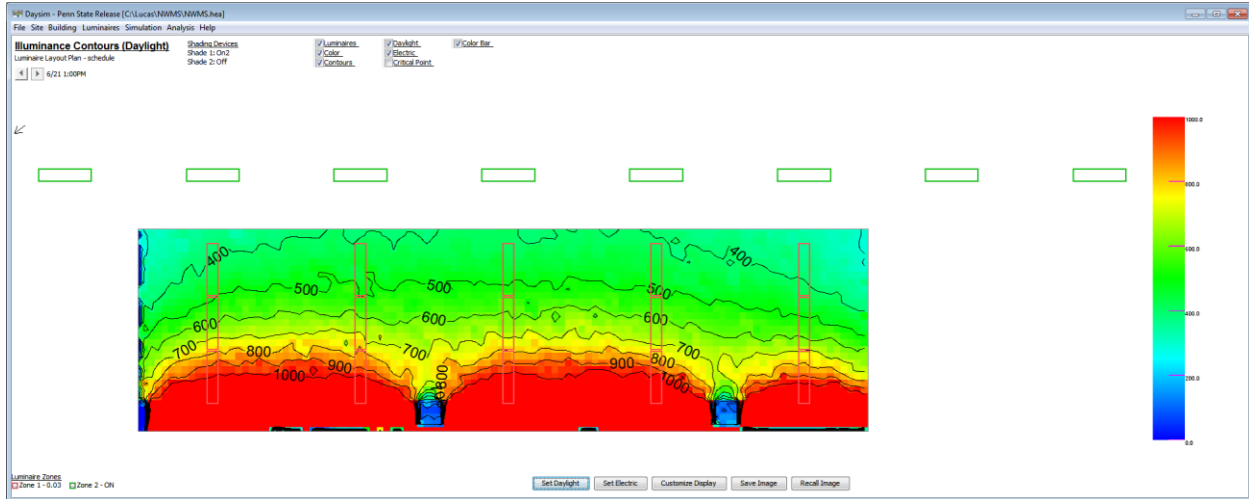 Daysim - Penn State Release [C:\Lucas\NWMS\NWMS.hea]
File Site Building Luminaires Simulation Analysis Help
Illuminance Contours (Daylight)
Luminaire Layout Plan - schedule
6/21 1:00PM
Shading Devices
Shade 1: On2
Shade 2: Off
Luminaires
Color
Contours
Daylight
Electric
Critical Point
Color Bar
1000.0
800.0
600.0
400.0
200.0
0.0
400
400
500
500
500
600
600
600
700
700
700
800
800
800
900
900
1000
1000
Luminaire Zones
Zone 1 - 0.03 Zone 2 - ON
Set Daylight Set Electric Customize Display Save Image Recall Image